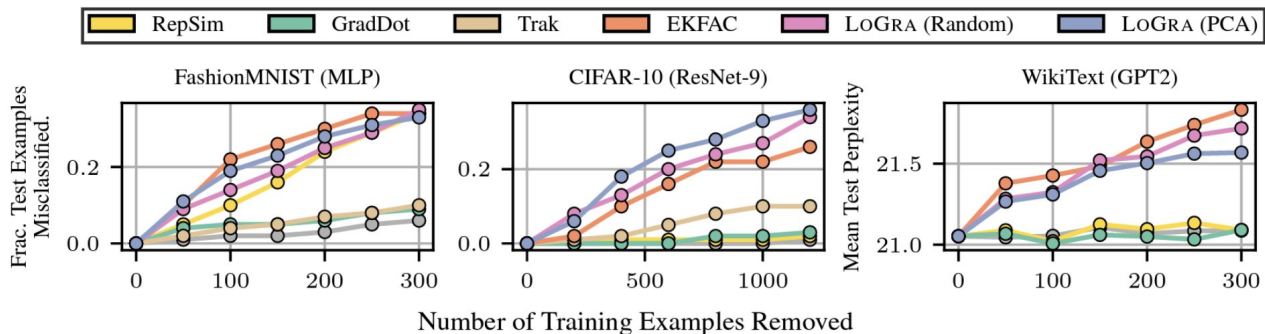 RepSim GradDot Trak EKFAC LOGRA (Random) LOGRA (PCA)
FashionMNIST (MLP)
CIFAR-10 (ResNet-9)
WikiText (GPT2)
Frac. Test Examples
Misclassified.
0.2
0.0
0 100 200 300
0.2
0.0
0 500 1000
Mean Test Perplexity
21.5
21.0
0 100 200 300
Number of Training Examples Removed